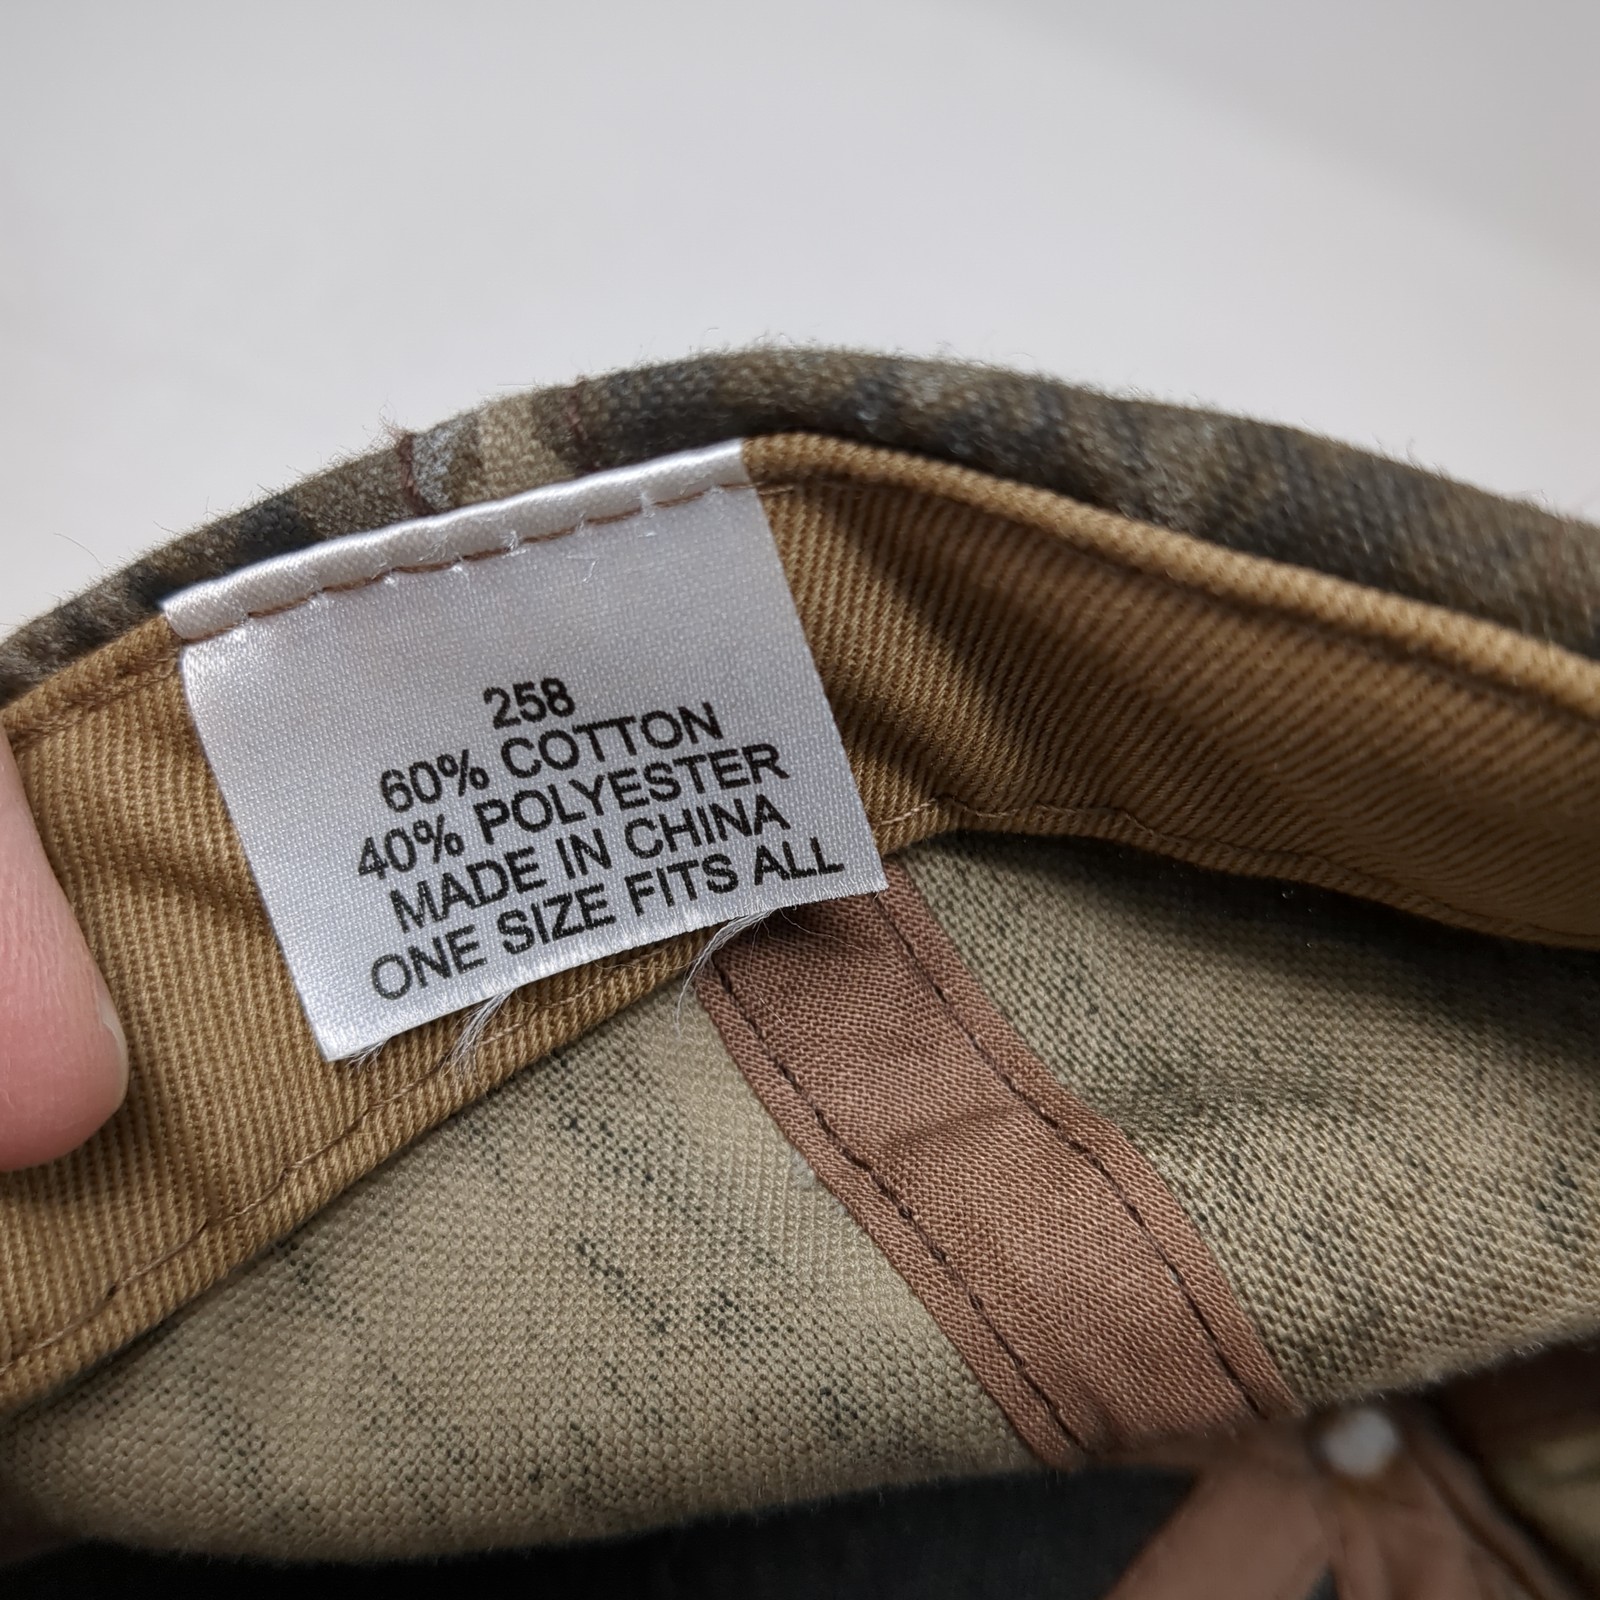 258
60% COTTON
40% POLYESTER
MADE IN CHINA
ONE SIZE FITS ALL